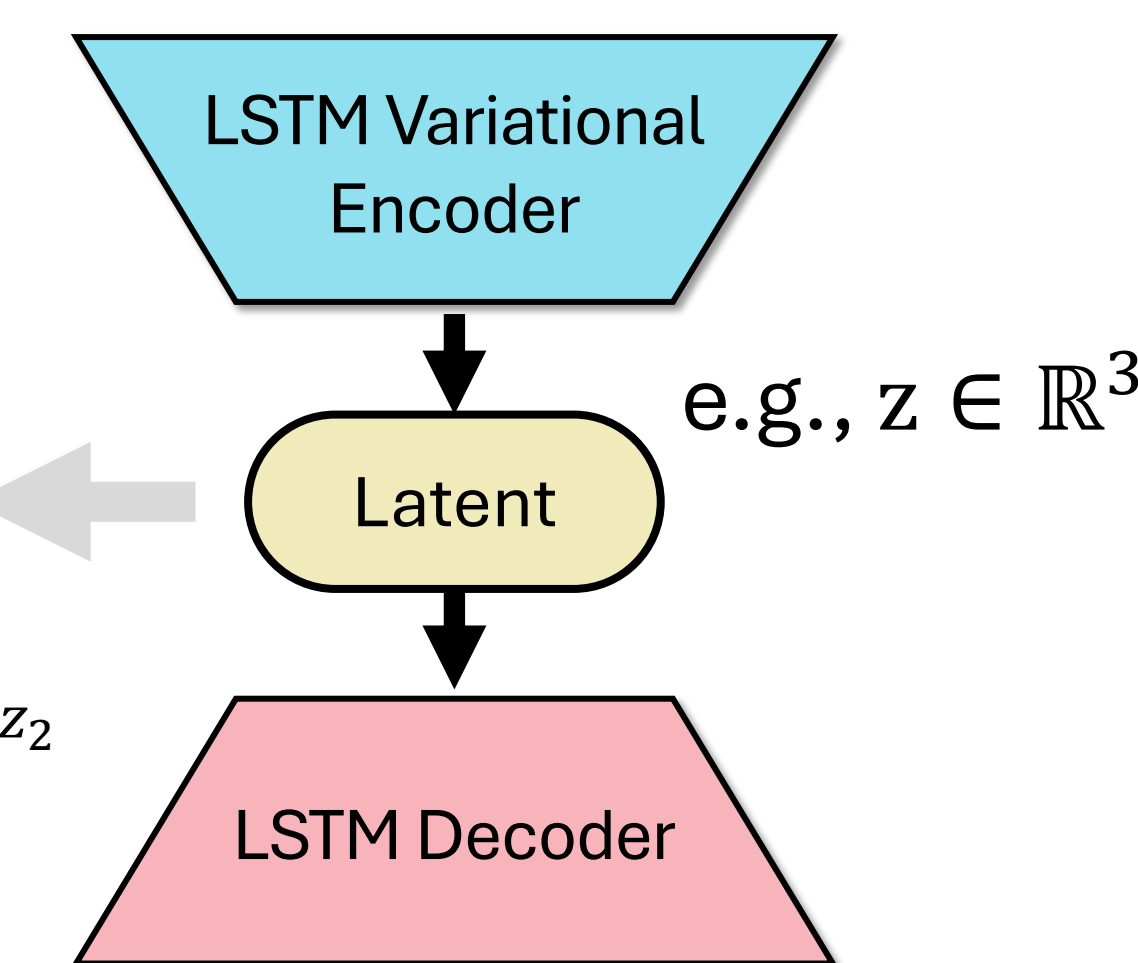 LSTM Variational
Encoder
e.g., z ∈ ℝ³
Latent
z₂
LSTM Decoder